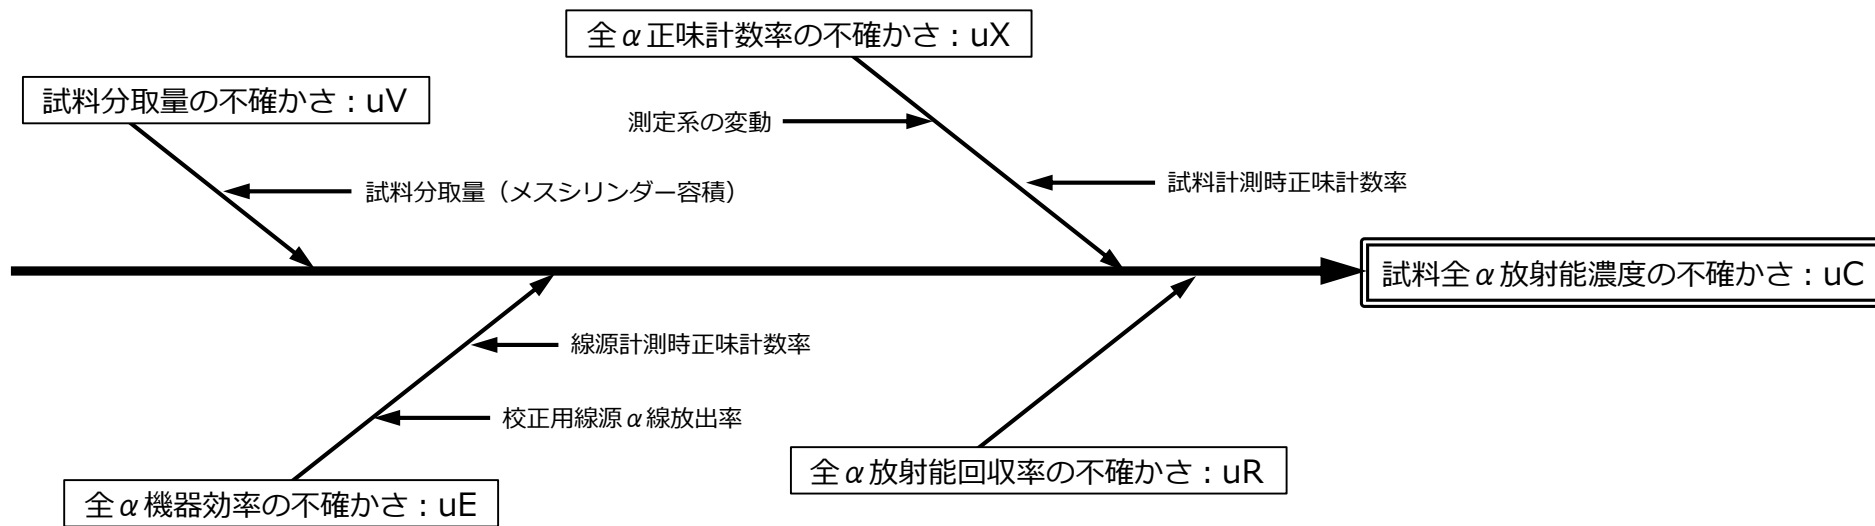 全α正味計数率の不確かさ：uX
試料分取量の不確かさ：uV
測定系の変動
試料計測時正味計数率
試料分取量（メスシリンダー容積）
試料全α放射能濃度の不確かさ：uC
線源計測時正味計数率
校正用線源α線放出率
全α放射能回収率の不確かさ：uR
全α機器効率の不確かさ：uE